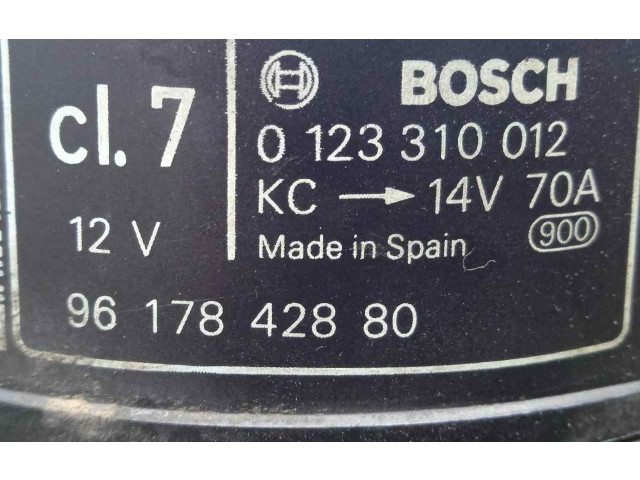 BOSCH
cl. 7
0 123 310 012
KC → 14V 70A
12 V
Made in Spain 900
96 178 428 80